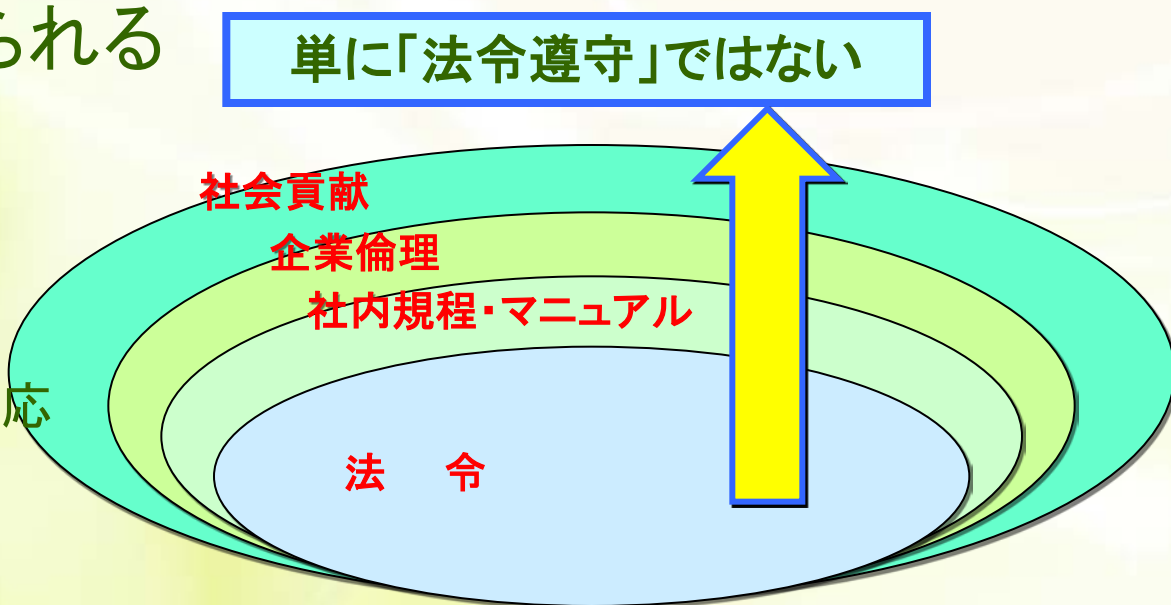 られる
単に「法令遵守」ではない
社会貢献
企業倫理
社内規程・マニュアル
応
法　令